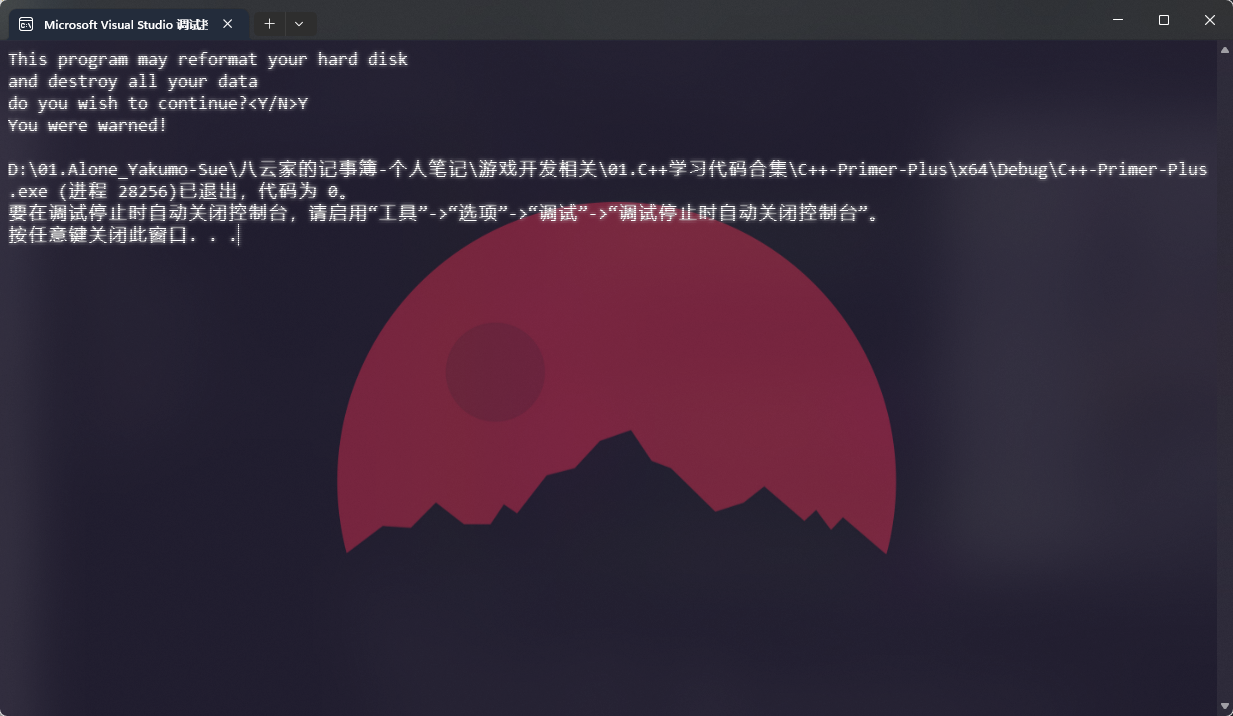 Microsoft Visual Studio 调试
This program may reformat your hard disk
and destroy all your data
do you wish to continue?<Y/N>Y
You were warned!
D:\01.Alone_Yakumo-Sue\八云家的记事簿-个人笔记\游戏开发相关\01.C++学习代码合集\C++-Primer-Plus\x64\Debug\C++-Primer-Plus
.exe (进程 28256)已退出，代码为 0。
要在调试停止时自动关闭控制台，请启用“工具”->“选项”->“调试”->“调试停止时自动关闭控制台”。
按任意键关闭此窗口. . .